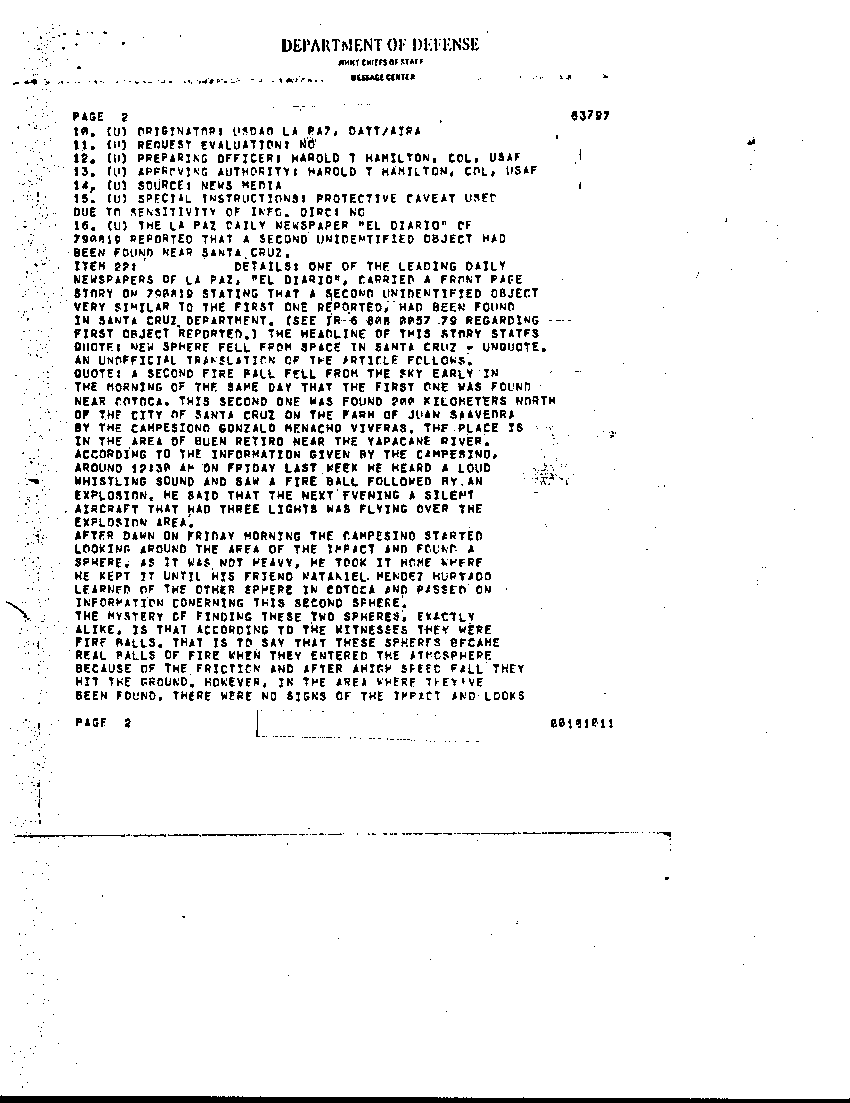 DEPARTMENT OF DEFENSE
JOINT CHIEFS OF STAFF
MESSAGE CENTER
PAGE 2 63797
10. (U) ORIGINATOR: USDAO LA PAZ, DATT/AIRA
11. (U) REQUEST EVALUATION: NO
12. (U) PREPARING OFFICER: HAROLD T HAMILTON, COL, USAF
13. (U) APPROVING AUTHORITY: HAROLD T HAMILTON, COL, USAF
14. (U) SOURCE: NEWS MEDIA
15. (U) SPECIAL INSTRUCTIONS: PROTECTIVE CAVEAT USED
DUE TO SENSITIVITY OF INFO. DIRC: NO
16. (U) THE LA PAZ DAILY NEWSPAPER "EL DIARIO" OF
790819 REPORTED THAT A SECOND UNIDENTIFIED OBJECT HAD
BEEN FOUND NEAR SANTA CRUZ.
ITEM 22: DETAILS: ONE OF THE LEADING DAILY
NEWSPAPERS OF LA PAZ, "EL DIARIO", CARRIED A FRONT PAGE
STORY ON 790819 STATING THAT A SECOND UNIDENTIFIED OBJECT
VERY SIMILAR TO THE FIRST ONE REPORTED, HAD BEEN FOUND
IN SANTA CRUZ DEPARTMENT. (SEE IR-6 808 0057 79 REGARDING
FIRST OBJECT REPORTED.) THE HEADLINE OF THIS STORY STATES
QUOTE: NEW SPHERE FELL FROM SPACE IN SANTA CRUZ - UNQUOTE.
AN UNOFFICIAL TRANSLATION OF THE ARTICLE FOLLOWS.
QUOTE: A SECOND FIRE BALL FELL FROM THE SKY EARLY IN
THE MORNING OF THE SAME DAY THAT THE FIRST ONE WAS FOUND
NEAR COTOCA. THIS SECOND ONE WAS FOUND 200 KILOMETERS NORTH
OF THE CITY OF SANTA CRUZ ON THE FARM OF JUAN SAAVEDRA
BY THE CAMPESIONO GONZALO MENACHO VIVERAS. THE PLACE IS
IN THE AREA OF BUEN RETIRO NEAR THE YAPACANE RIVER.
ACCORDING TO THE INFORMATION GIVEN BY THE CAMPESINO,
AROUND 12:30 AM ON FRIDAY LAST WEEK HE HEARD A LOUD
WHISTLING SOUND AND SAW A FIRE BALL FOLLOWED BY AN
EXPLOSION. HE SAID THAT THE NEXT EVENING A SILENT
AIRCRAFT THAT HAD THREE LIGHTS WAS FLYING OVER THE
EXPLOSION AREA.
AFTER DAWN ON FRIDAY MORNING THE CAMPESINO STARTED
LOOKING AROUND THE AREA OF THE IMPACT AND FOUND A
SPHERE. AS IT WAS NOT HEAVY, HE TOOK IT HOME WHERE
HE KEPT IT UNTIL HIS FRIEND NATANIEL MENDEZ HURTADO
LEARNED OF THE OTHER SPHERE IN COTOCA AND PASSED ON
INFORMATION CONERNING THIS SECOND SPHERE.
THE MYSTERY OF FINDING THESE TWO SPHERES, EXACTLY
ALIKE, IS THAT ACCORDING TO THE WITNESSES THEY WERE
FIRE BALLS. THAT IS TO SAY THAT THESE SPHERES BECAME
REAL BALLS OF FIRE WHEN THEY ENTERED THE ATMOSPHERE
BECAUSE OF THE FRICTION AND AFTER AHIGH SPEED FALL THEY
HIT THE GROUND. HOWEVER, IN THE AREA WHERE THEY'VE
BEEN FOUND, THERE WERE NO SIGNS OF THE IMPACT AND LOOKS
PAGE 2 00101011